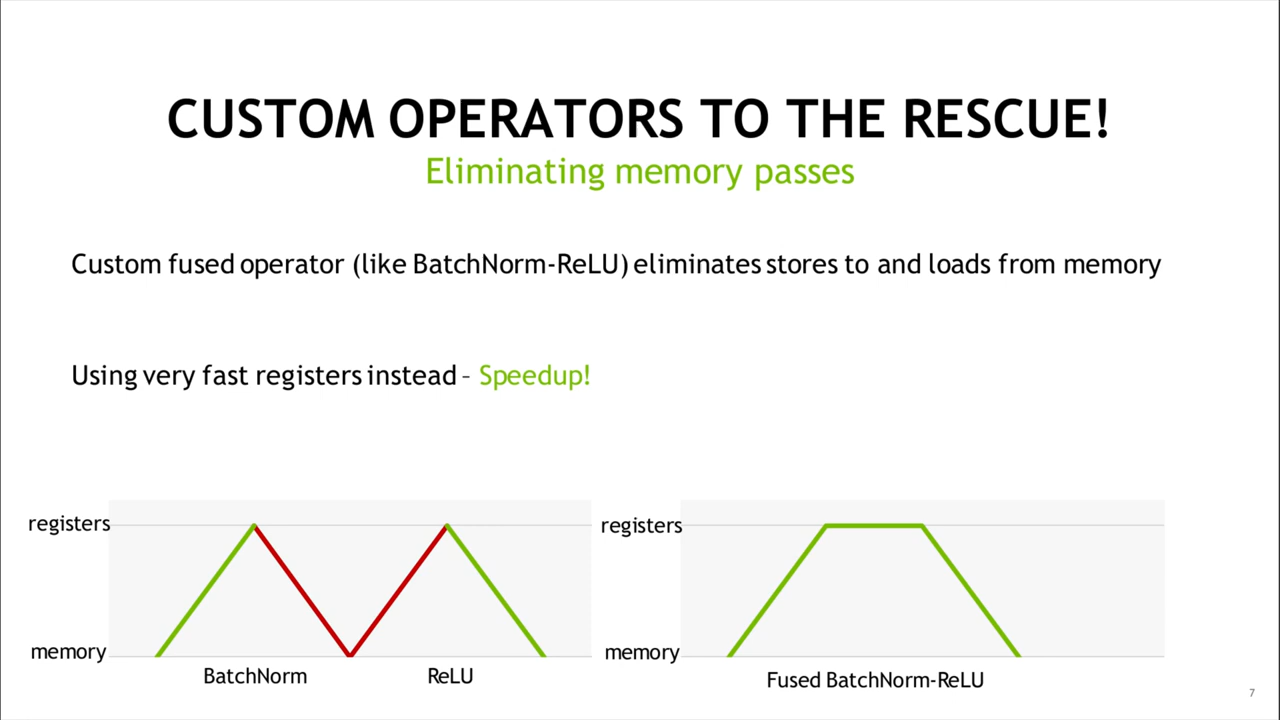 CUSTOM OPERATORS TO THE RESCUE!
Eliminating memory passes
Custom fused operator (like BatchNorm-ReLU) eliminates stores to and loads from memory
Using very fast registers instead – Speedup!
registers
memory
BatchNorm
ReLU
registers
memory
Fused BatchNorm-ReLU
7